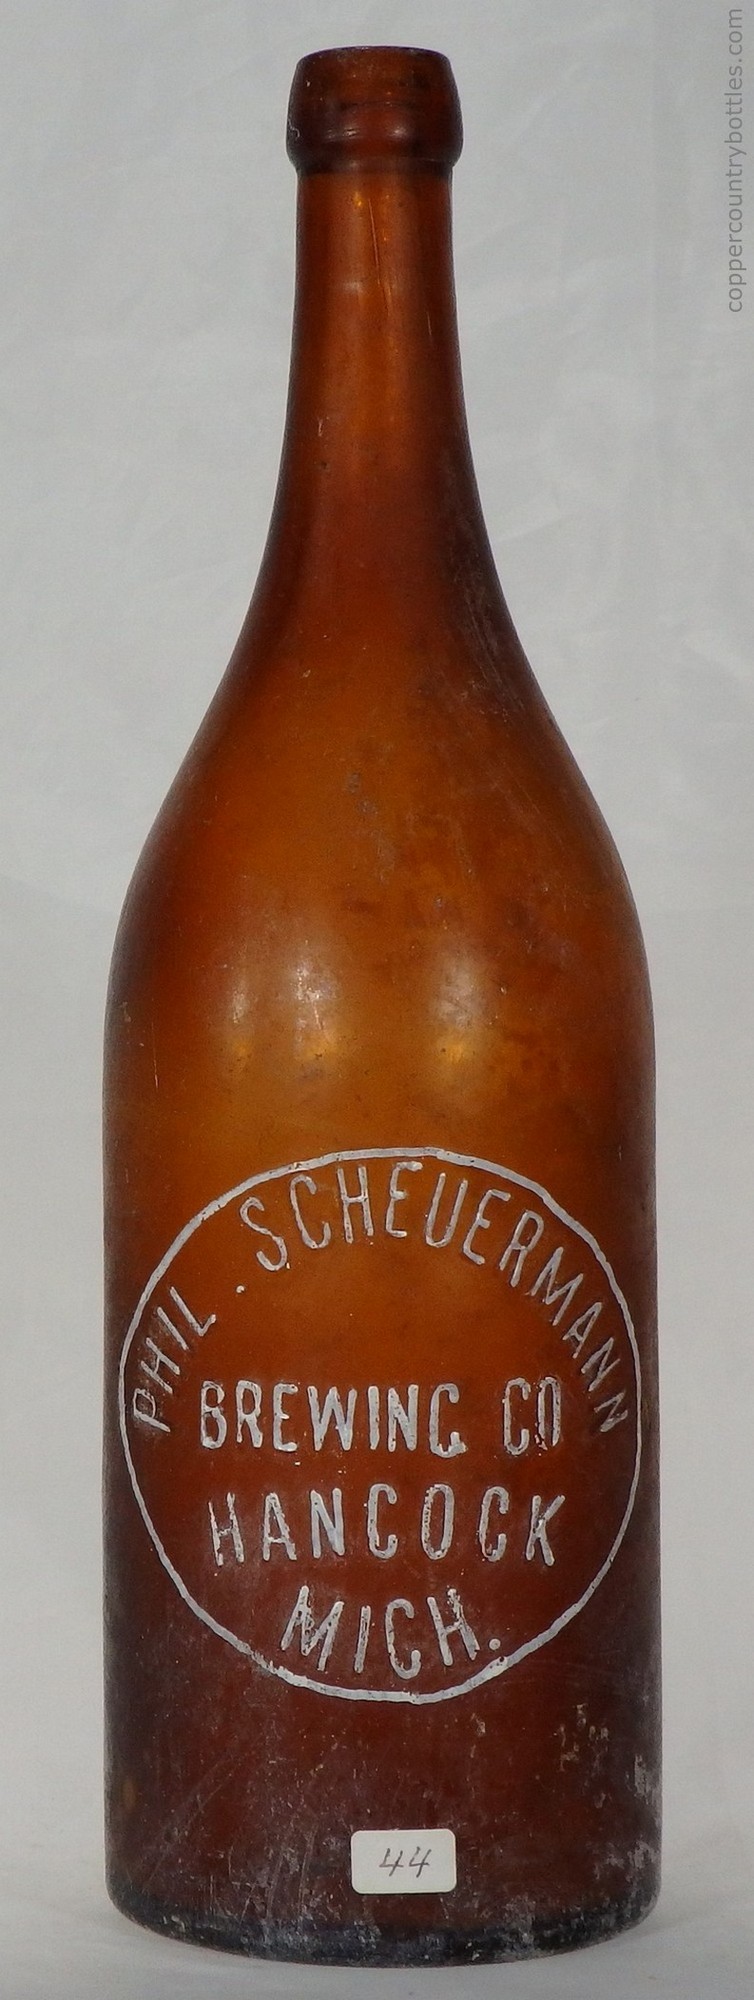 coppercountrybottles.com
PHIL. SCHEUERMANN
BREWING CO
HANCOCK
MICH.
44